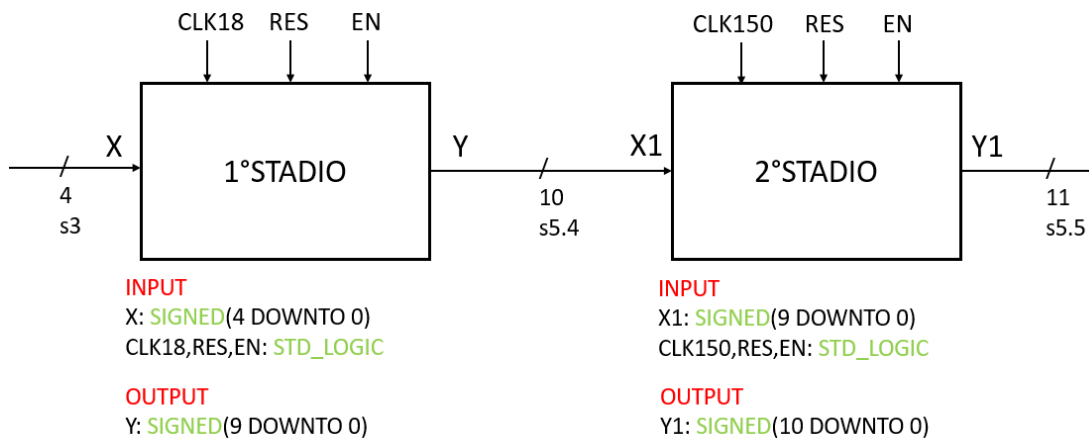 CLK18 RES EN
CLK150 RES EN
X 1°STADIO Y X1 2°STADIO Y1
4 10 11
s3 s5.4 s5.5
INPUT
X: SIGNED(4 DOWNTO 0)
CLK18,RES,EN: STD_LOGIC
OUTPUT
Y: SIGNED(9 DOWNTO 0)
INPUT
X1: SIGNED(9 DOWNTO 0)
CLK150,RES,EN: STD_LOGIC
OUTPUT
Y1: SIGNED(10 DOWNTO 0)